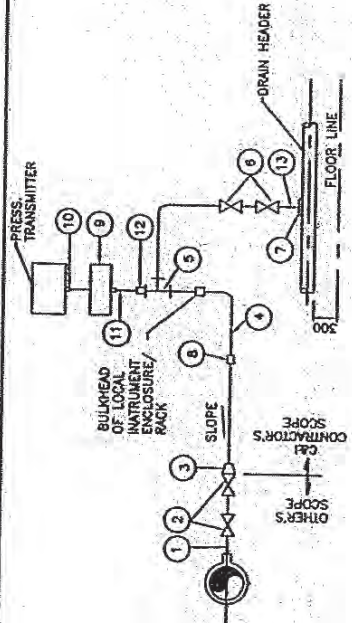 PRESS.
TRANSMITTER
10
9
12
11
5
BULKHEAD
OF LOCAL
INSTRUMENT
ENCLOSURE/
RACK
6
DRAIN HEADER
13
7
FLOOR LINE
300
4
8
SLOPE
3
2
1
C&I
CONTRACTOR'S
SCOPE
OTHER'S
SCOPE